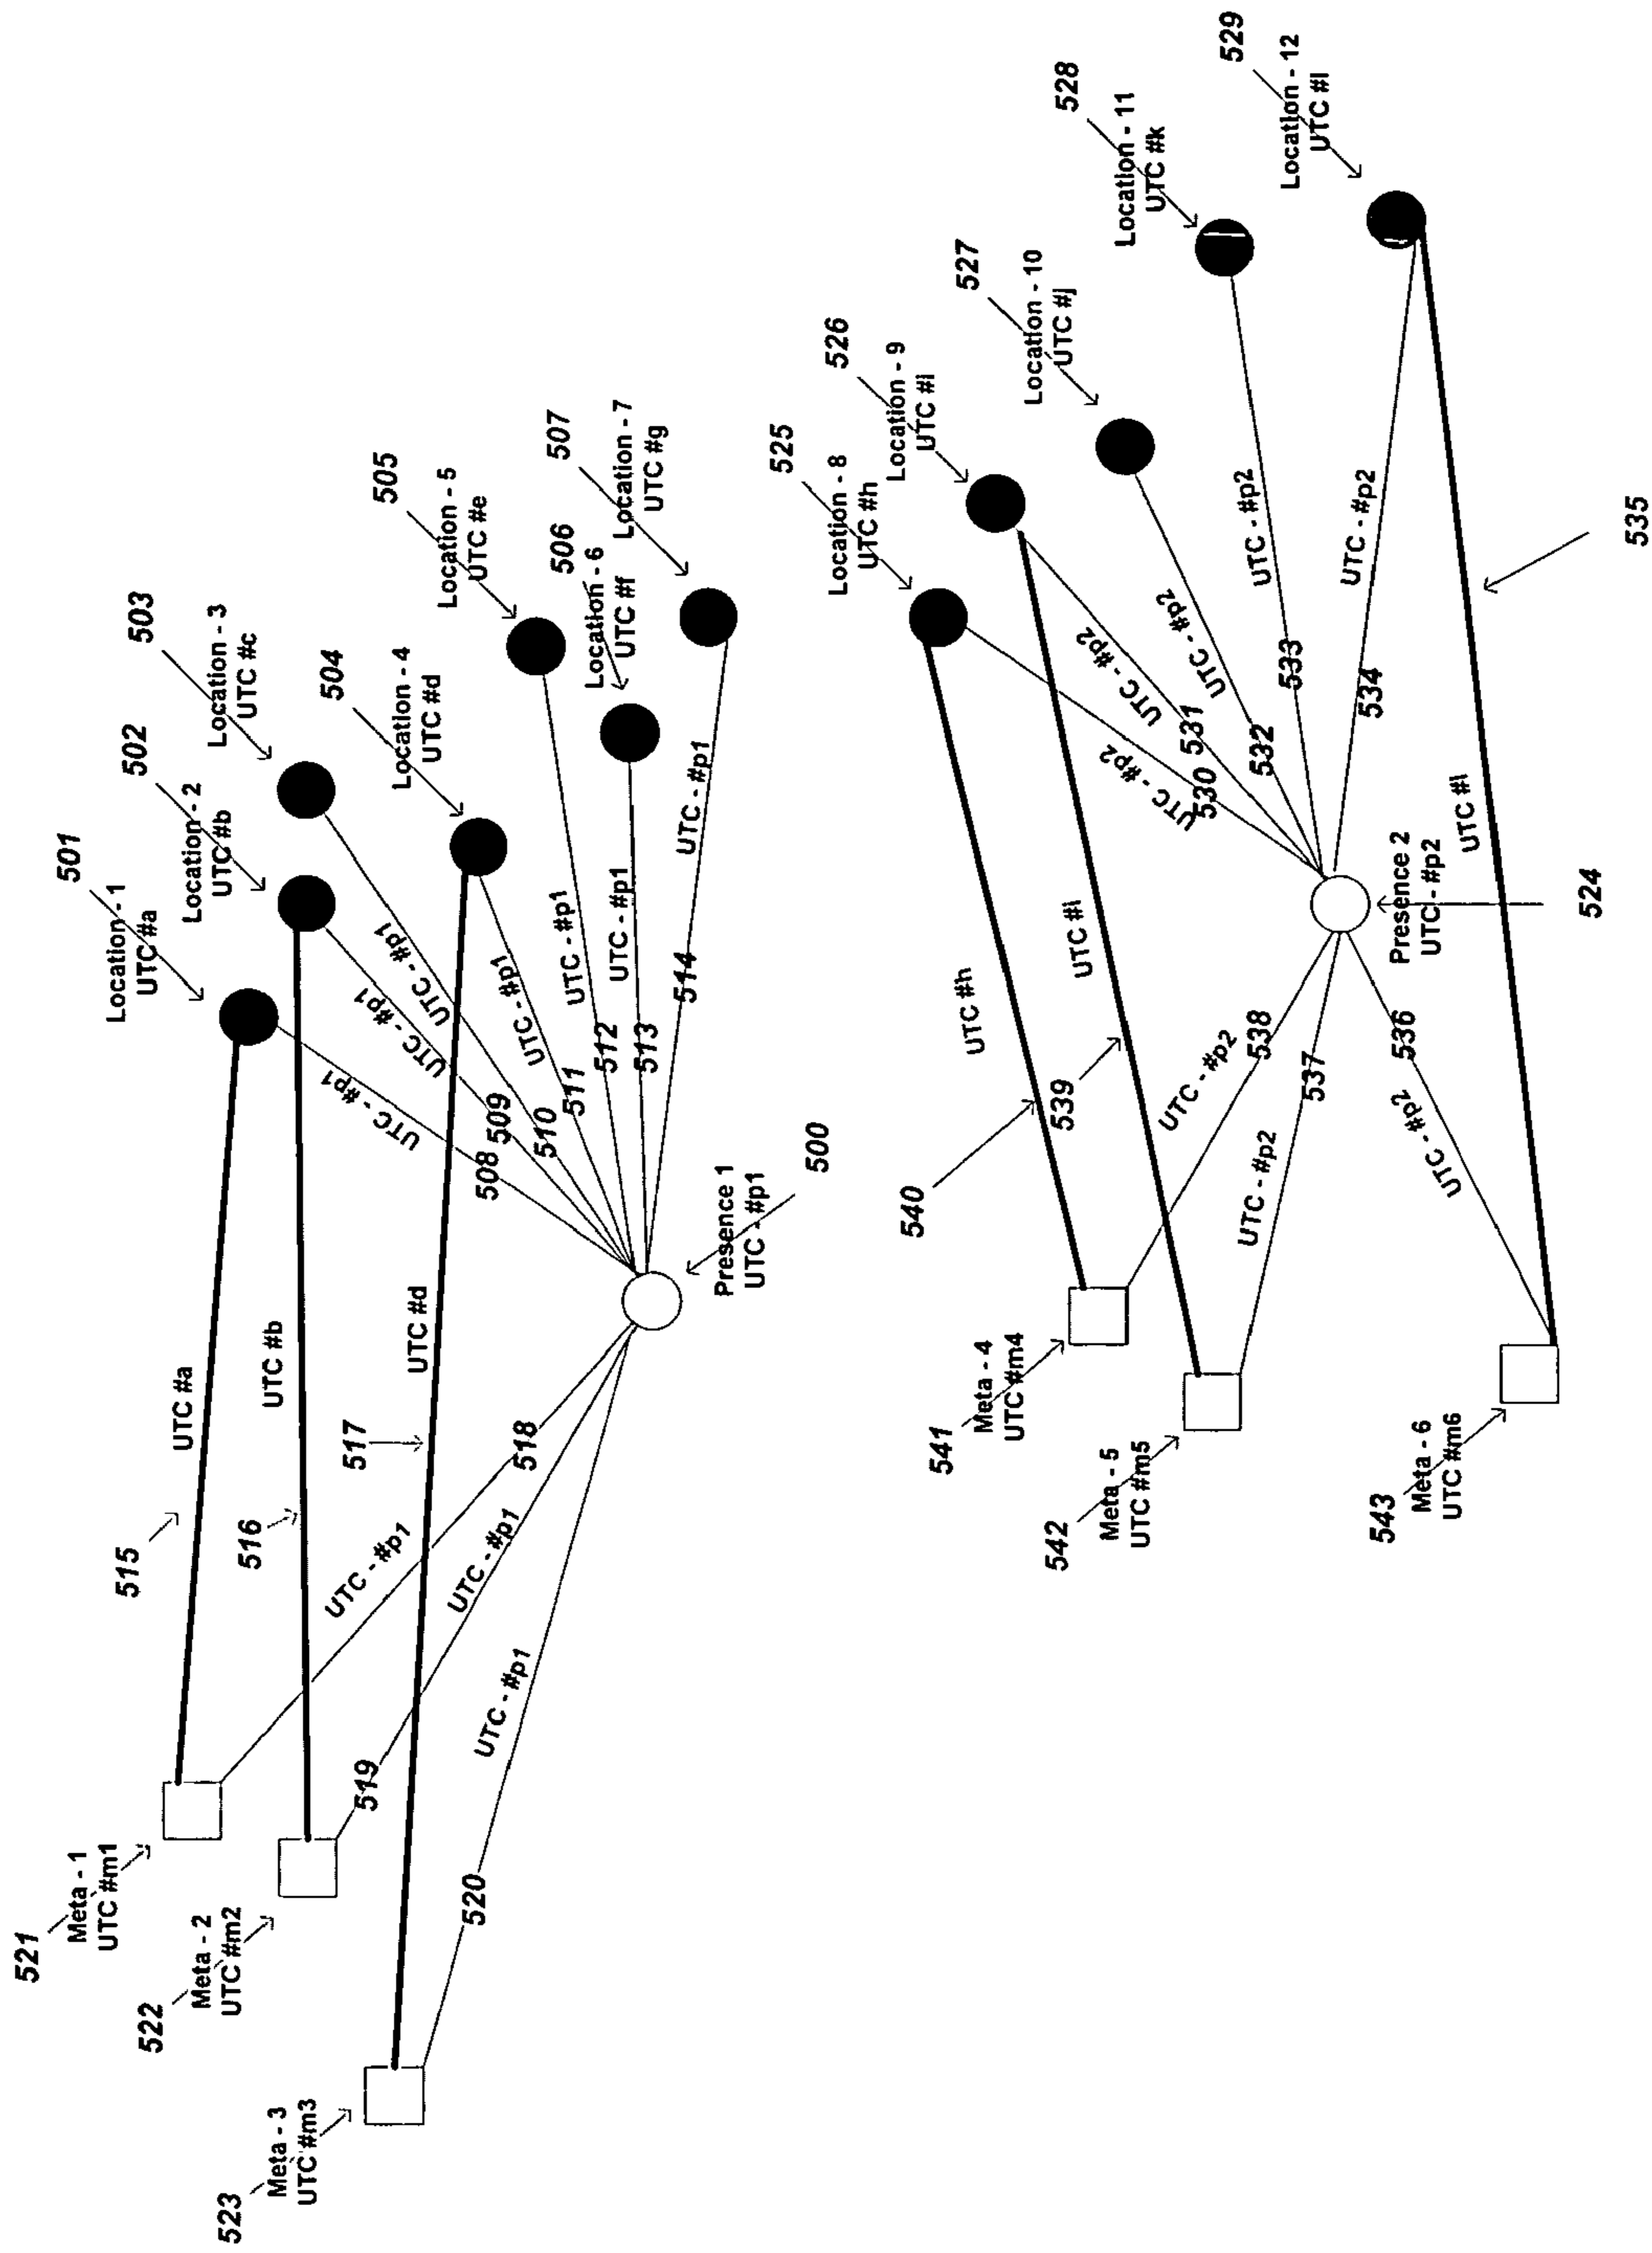 501
Location - 1
UTC #a
502
Location - 2
UTC #b
503
Location - 3
UTC #c
504
Location - 4
UTC #d
505
Location - 5
UTC #e
506
Location - 6
UTC #f
507
Location - 7
UTC #g
521
Meta - 1
UTC #m1
522
Meta - 2
UTC #m2
523
Meta - 3
UTC #m3
515
UTC #a
516
UTC #b
517
UTC #d
UTC - #p1
508
UTC - #p1
509
UTC - #p1
510
UTC - #p1
511
UTC - #p1
512
UTC - #p1
513
UTC - #p1
514
UTC - #p1
518
UTC - #p1
519
UTC - #p1
520
Presence 1
UTC - #p1
500
525
Location - 8
UTC #h
526
Location - 9
UTC #i
527
Location - 10
UTC #j
528
Location - 11
UTC #k
529
Location - 12
UTC #l
UTC #h
540
UTC #i
539
UTC - #p2
530
UTC - #p2
531
UTC - #p2
532
UTC - #p2
533
UTC - #p2
534
UTC #l
535
UTC - #p2
538
UTC - #p2
537
UTC - #p2
536
Presence 2
UTC - #p2
524
541
Meta - 4
UTC #m4
542
Meta - 5
UTC #m5
543
Meta - 6
UTC #m6